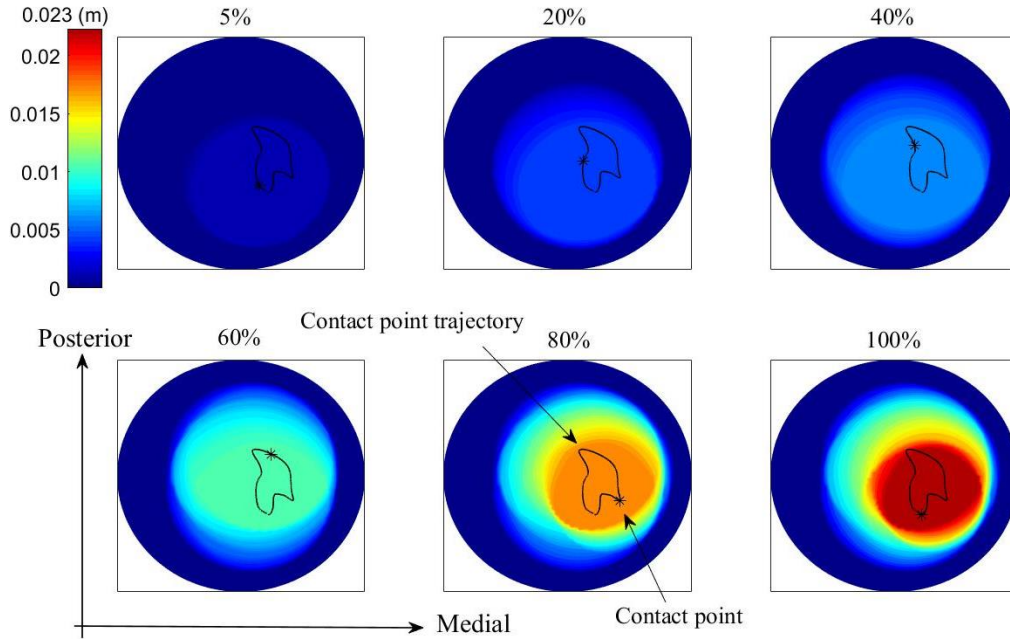 0.023 (m)
5%
20%
40%
0.02
0.015
0.01
0.005
0
Contact point trajectory
Posterior
60%
80%
100%
Contact point
Medial